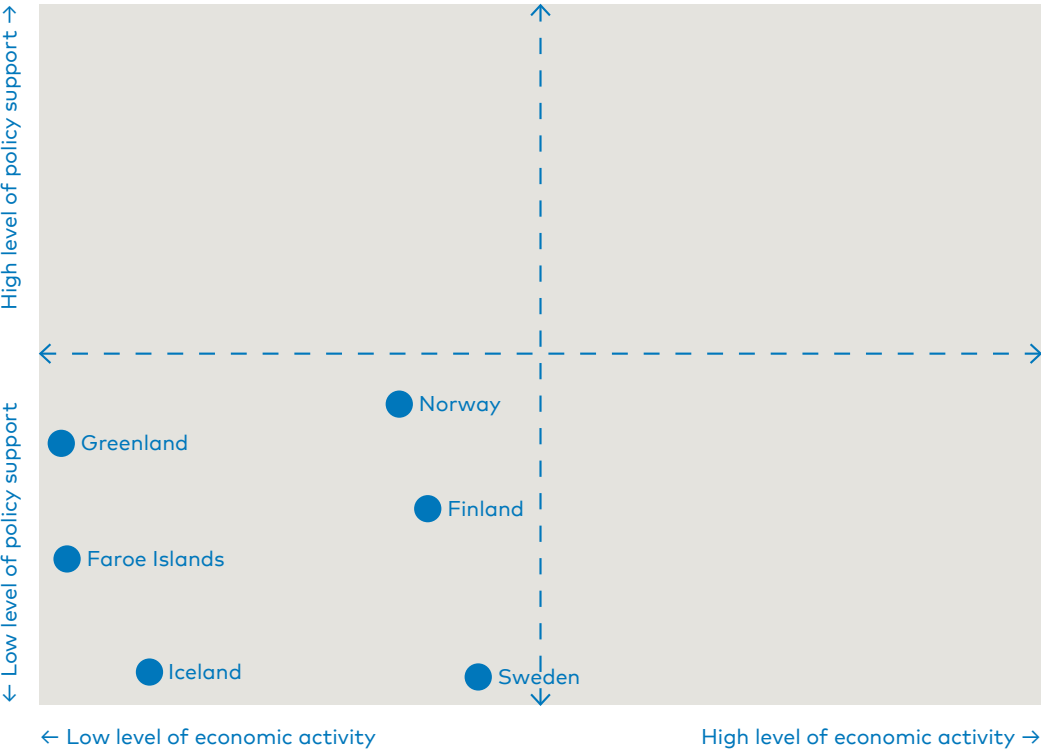 High level of policy support →
← Low level of policy support
Norway
Greenland
Finland
Faroe Islands
Iceland
Sweden
← Low level of economic activity
High level of economic activity →